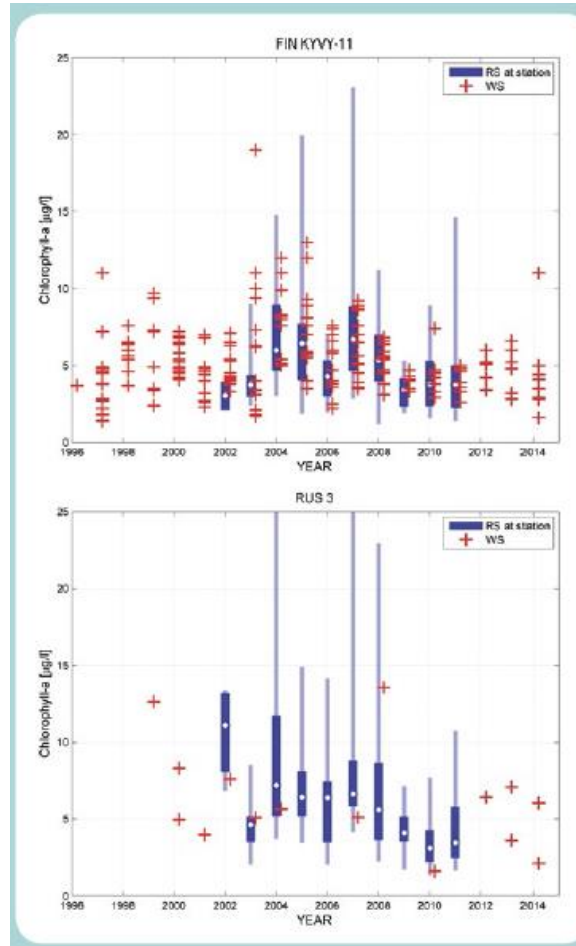 FIN KYVY-11
25
20
15
10
5
0
Chlorophyll-a [µg/l]
RS at station
WS
1996 1998 2000 2002 2004 2006 2008 2010 2012 2014
YEAR
RUS 3
25
20
15
10
5
0
Chlorophyll-a [µg/l]
RS at station
WS
1996 1998 2000 2002 2004 2006 2008 2010 2012 2014
YEAR